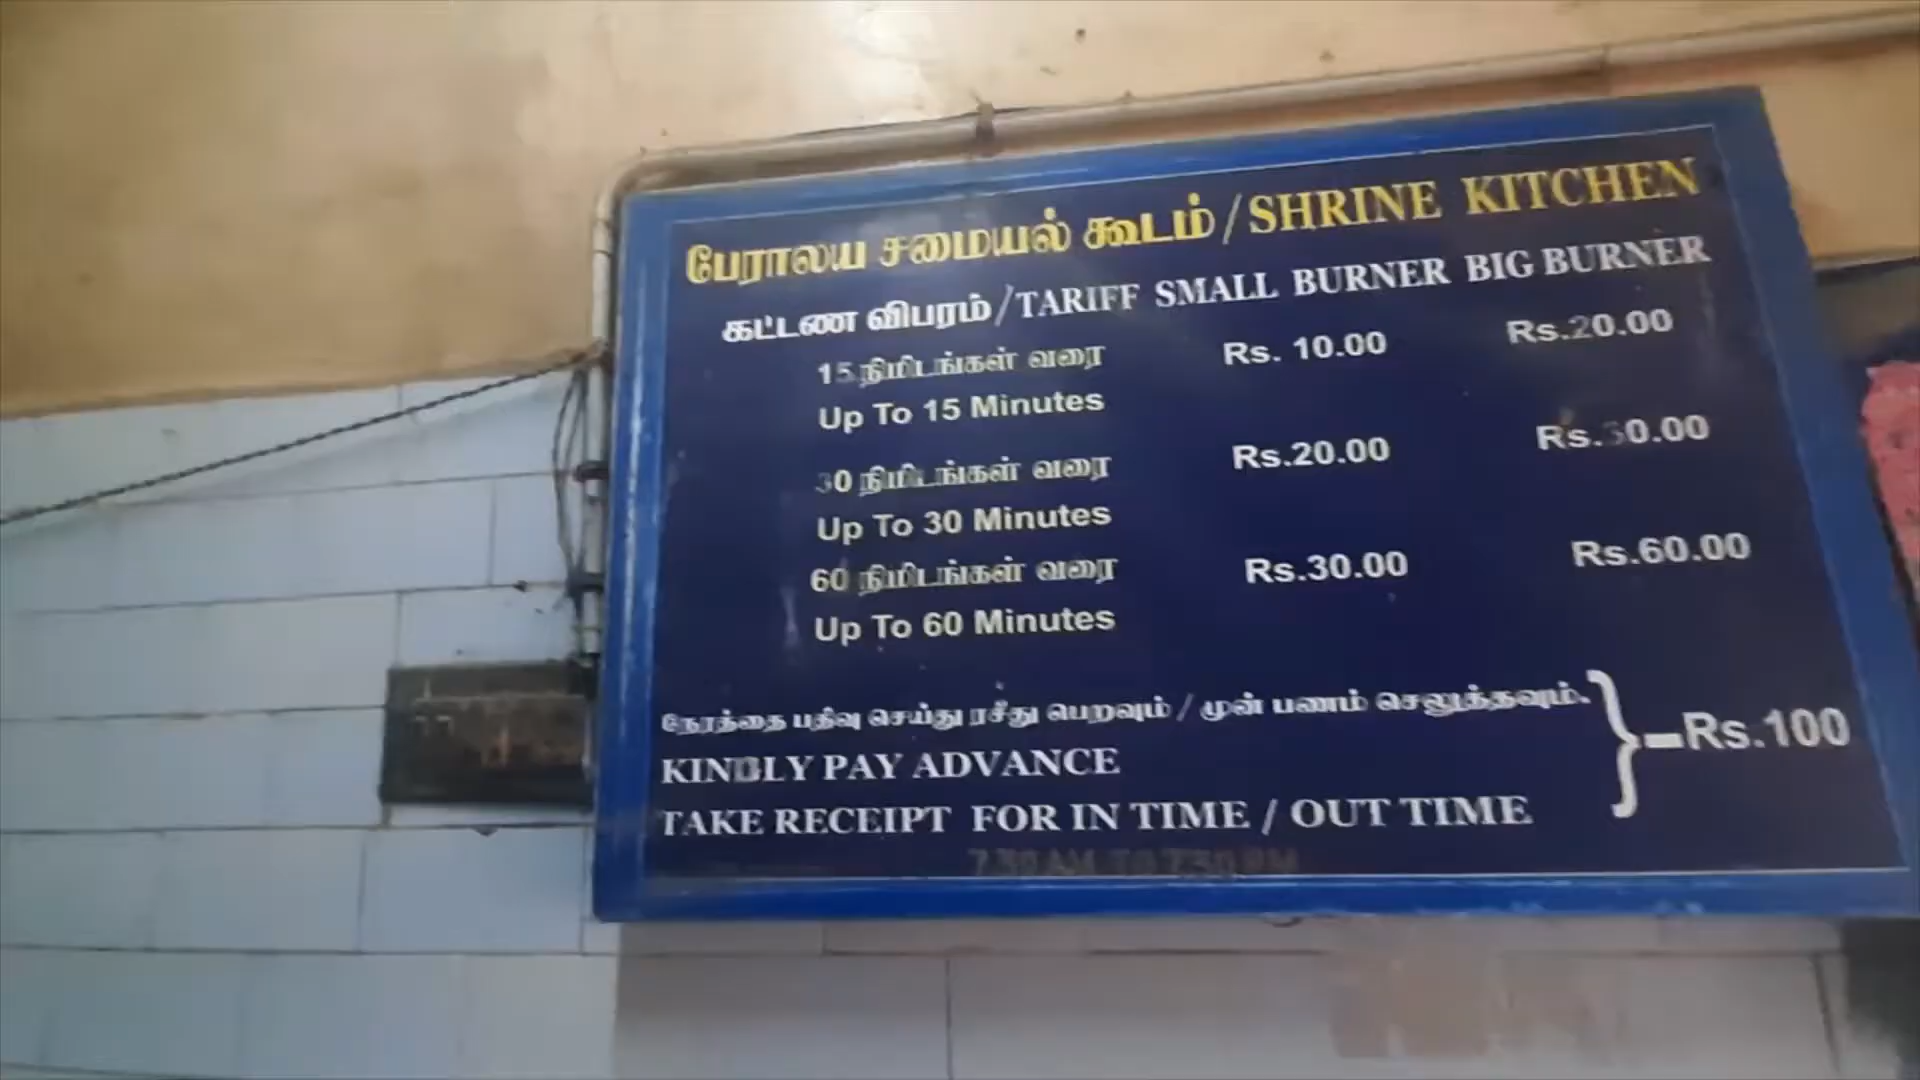 பேராலய சமையல் கூடம் / SHRINE KITCHEN
கட்டண விபரம் / TARIFF SMALL BURNER BIG BURNER
15 நிமிடங்கள் வரை Rs. 10.00 Rs.20.00
Up To 15 Minutes
30 நிமிடங்கள் வரை Rs.20.00
Up To 30 Minutes
60 நிமிடங்கள் வரை Rs.30.00 Rs.60.00
Up To 60 Minutes
நேரத்தை பதிவு செய்து ரசீது பெறவும் / முன் பணம் செலுத்தவும்.
KINDLY PAY ADVANCE
} - Rs.100
TAKE RECEIPT FOR IN TIME / OUT TIME